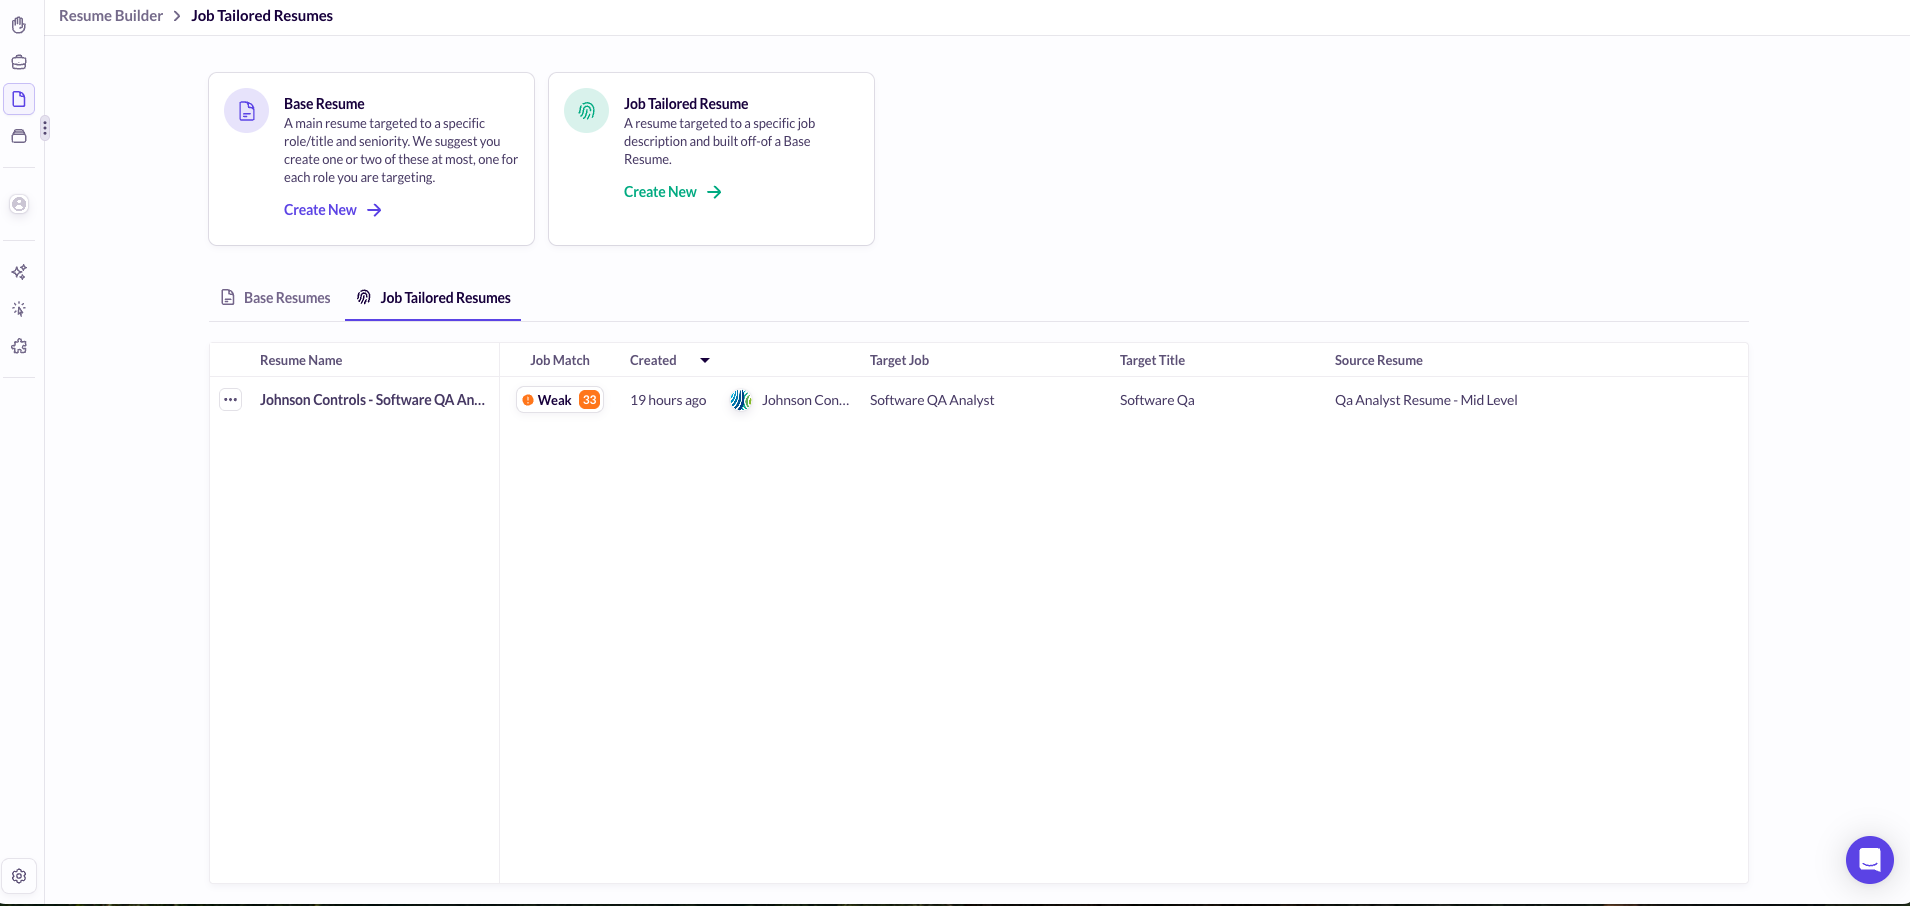 Resume Builder > Job Tailored Resumes
Base Resume
A main resume targeted to a specific
role/title and seniority. We suggest you
create one or two of these at most, one for
each role you are targeting.
Create New
Job Tailored Resume
A resume targeted to a specific job
description and built off-of a Base
Resume.
Create New
Base Resumes Job Tailored Resumes
Resume Name Job Match Created Target Job Target Title Source Resume
Johnson Controls - Software QA An... Weak 33 19 hours ago Johnson Con... Software QA Analyst Software Qa Qa Analyst Resume - Mid Level